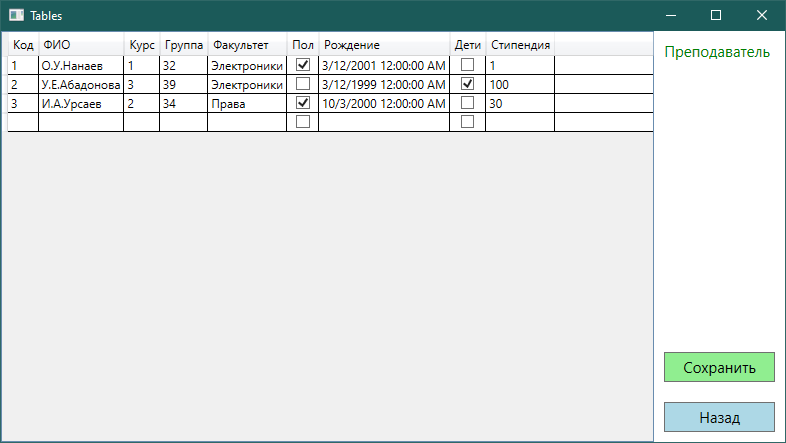 Tables
Код ФИО Курс Группа Факультет Пол Рождение Дети Стипендия
1 О.У.Нанаев 1 32 Электроники 3/12/2001 12:00:00 AM 1
2 У.Е.Абадонова 3 39 Электроники 3/12/1999 12:00:00 AM 100
3 И.А.Урсаев 2 34 Права 10/3/2000 12:00:00 AM 30
Преподаватель
Сохранить
Назад